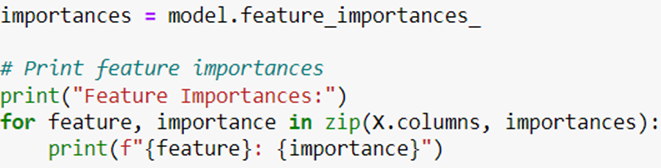 importances = model.feature_importances_
# Print feature importances
print("Feature Importances:")
for feature, importance in zip(X.columns, importances):
    print(f"{feature}: {importance}")